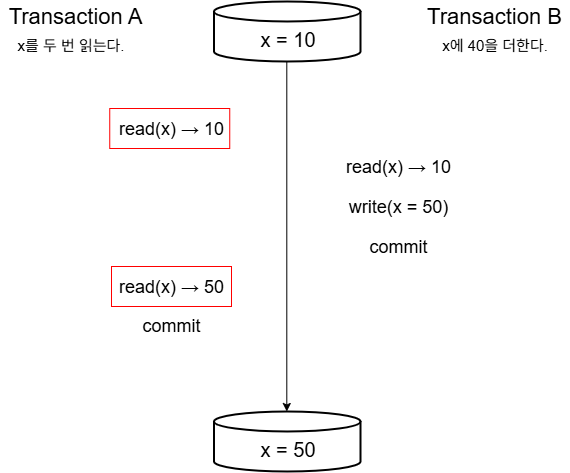 Transaction A
x를 두 번 읽는다.
x = 10
Transaction B
x에 40을 더한다.
read(x) → 10
read(x) → 10
write(x = 50)
commit
read(x) → 50
commit
x = 50